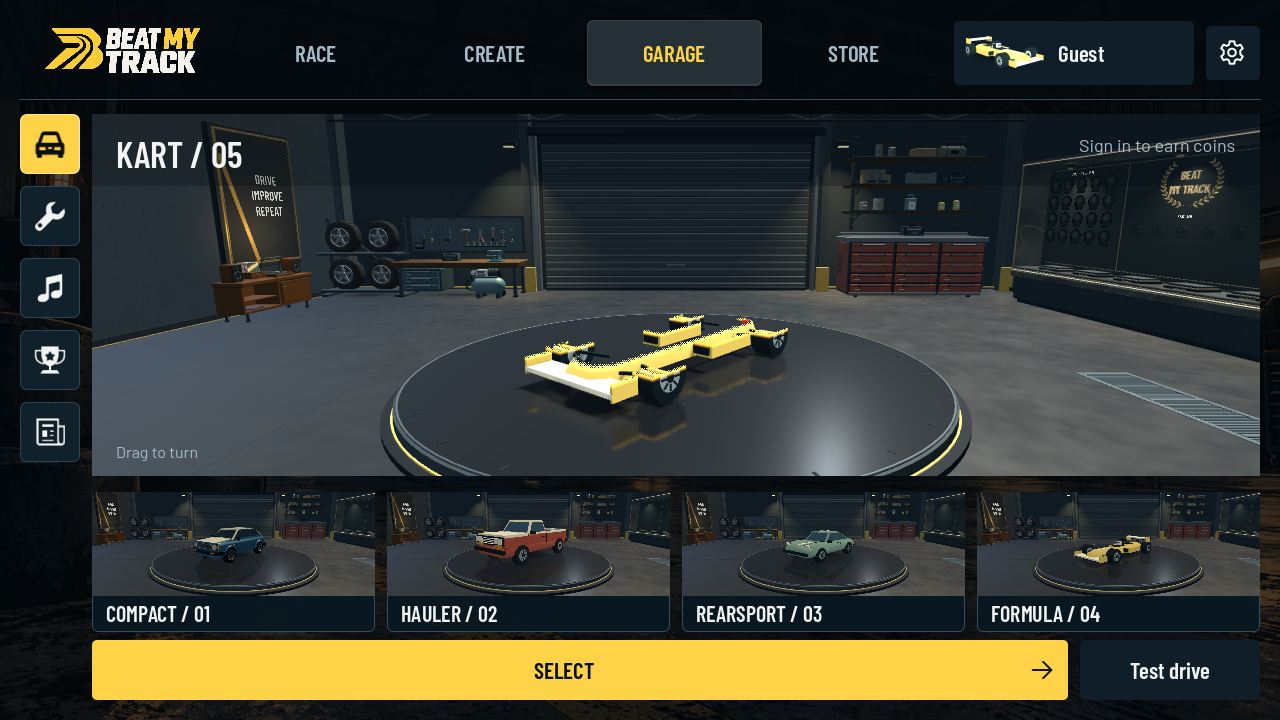 BEAT MY TRACK
RACE
CREATE
GARAGE
STORE
Guest
KART / 05
Sign in to earn coins
DRIVE
IMPROVE
REPEAT
BEAT
MY TRACK
Drag to turn
COMPACT / 01
HAULER / 02
REARSPORT / 03
FORMULA / 04
SELECT
Test drive